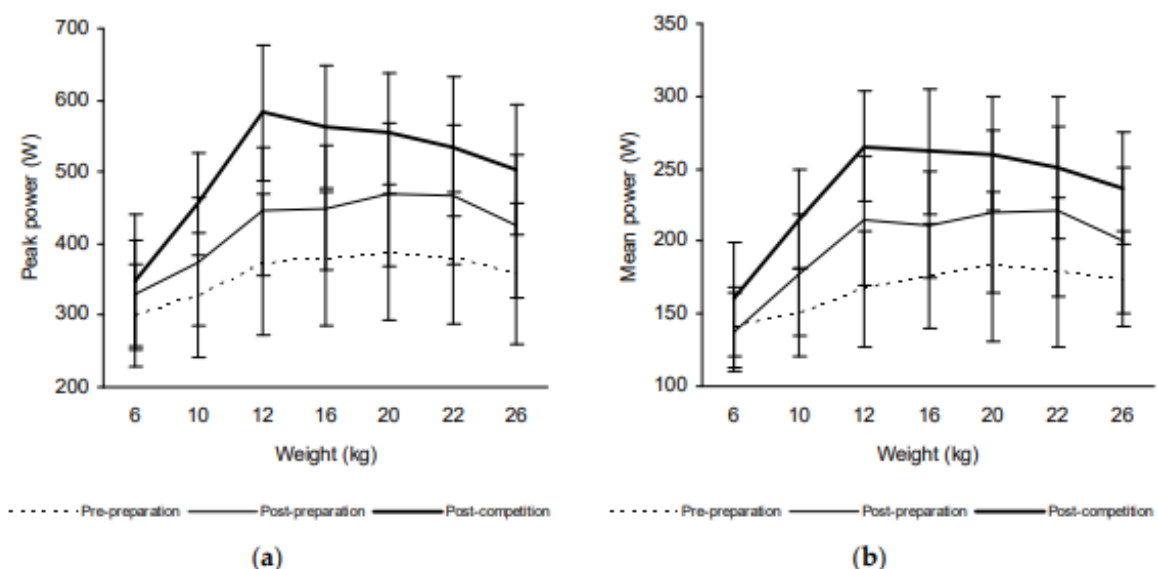 700
600
500
400
300
200
Peak power (W)
6 10 12 16 20 22 26
Weight (kg)
Pre-preparation Post-preparation Post-competition
(a)
350
300
250
200
150
100
Mean power (W)
6 10 12 16 20 22 26
Weight (kg)
Pre-preparation Post-preparation Post-competition
(b)